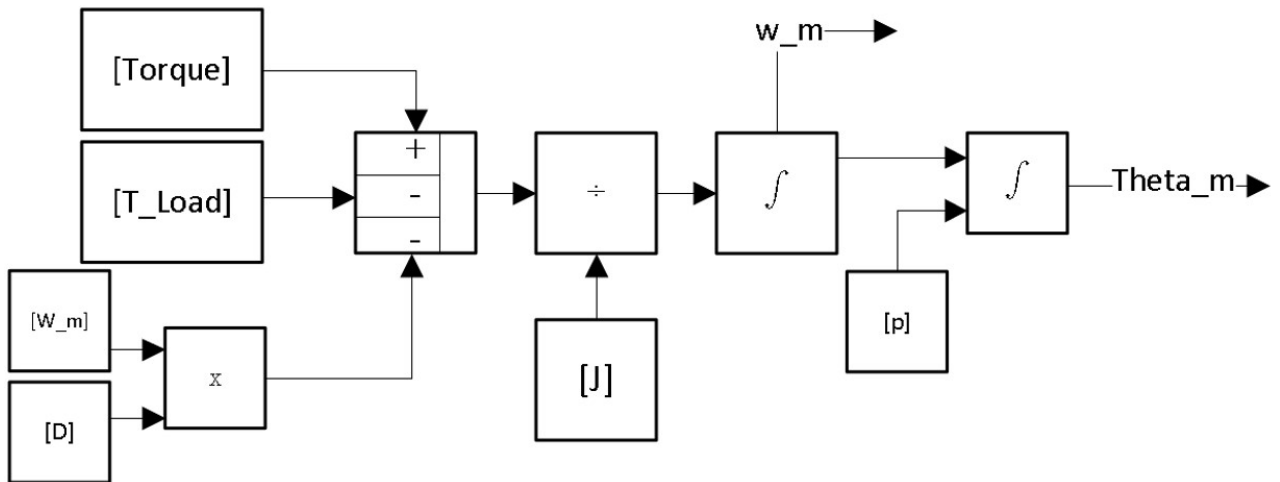 w_m
[Torque]
+
[T_Load]
-
÷
∫
∫
Theta_m
-
[W_m]
x
[p]
[J]
[D]